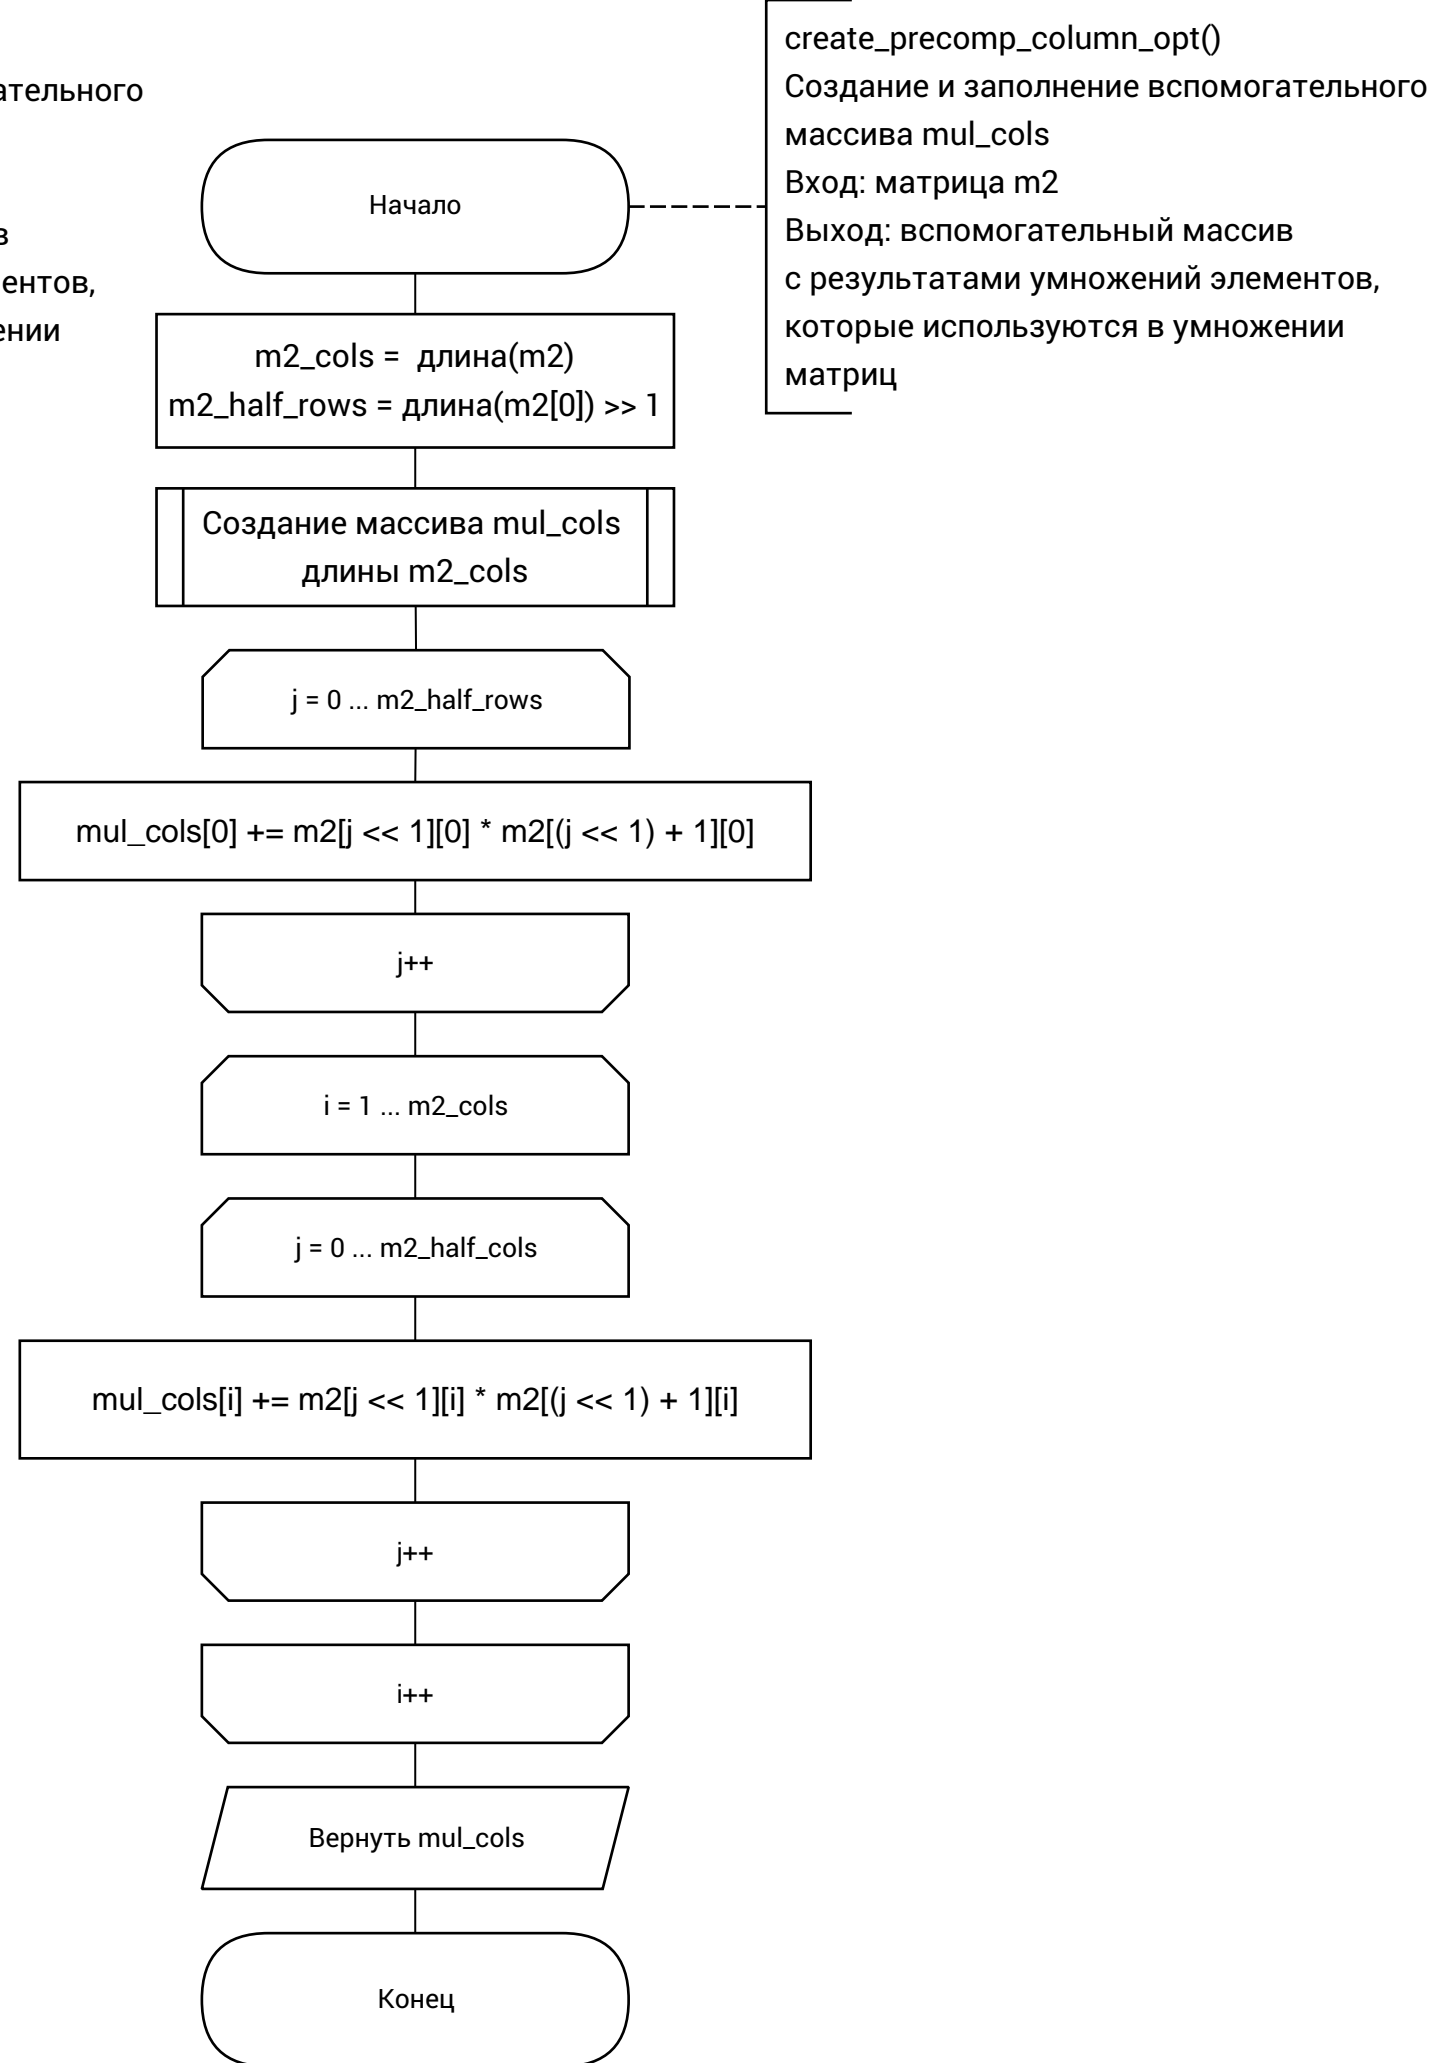 create_precomp_column_opt()
Создание и заполнение вспомогательного
массива mul_cols
Вход: матрица m2
Выход: вспомогательный массив
с результатами умножений элементов,
которые используются в умножении
матриц
Начало
m2_cols = длина(m2)
m2_half_rows = длина(m2[0]) >> 1
Создание массива mul_cols
длины m2_cols
j = 0 ... m2_half_rows
mul_cols[0] += m2[j << 1][0] * m2[(j << 1) + 1][0]
j++
i = 1 ... m2_cols
j = 0 ... m2_half_cols
mul_cols[i] += m2[j << 1][i] * m2[(j << 1) + 1][i]
j++
i++
Вернуть mul_cols
Конец